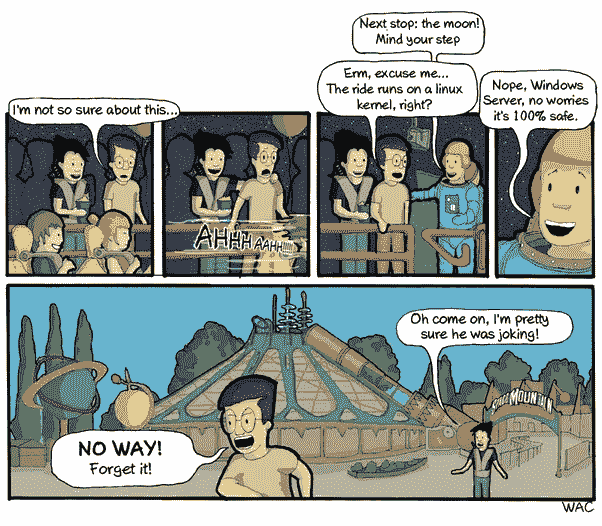 I'm not so sure about this...
AHHH AAHH!!!!
Next stop: the moon!
Mind your step
Erm, excuse me...
The ride runs on a linux
kernel, right?
Nope, Windows
Server, no worries
it's 100% safe.
Oh come on, I'm pretty
sure he was joking!
SPACE MOUNTAIN
NO WAY!
Forget it!
WAC